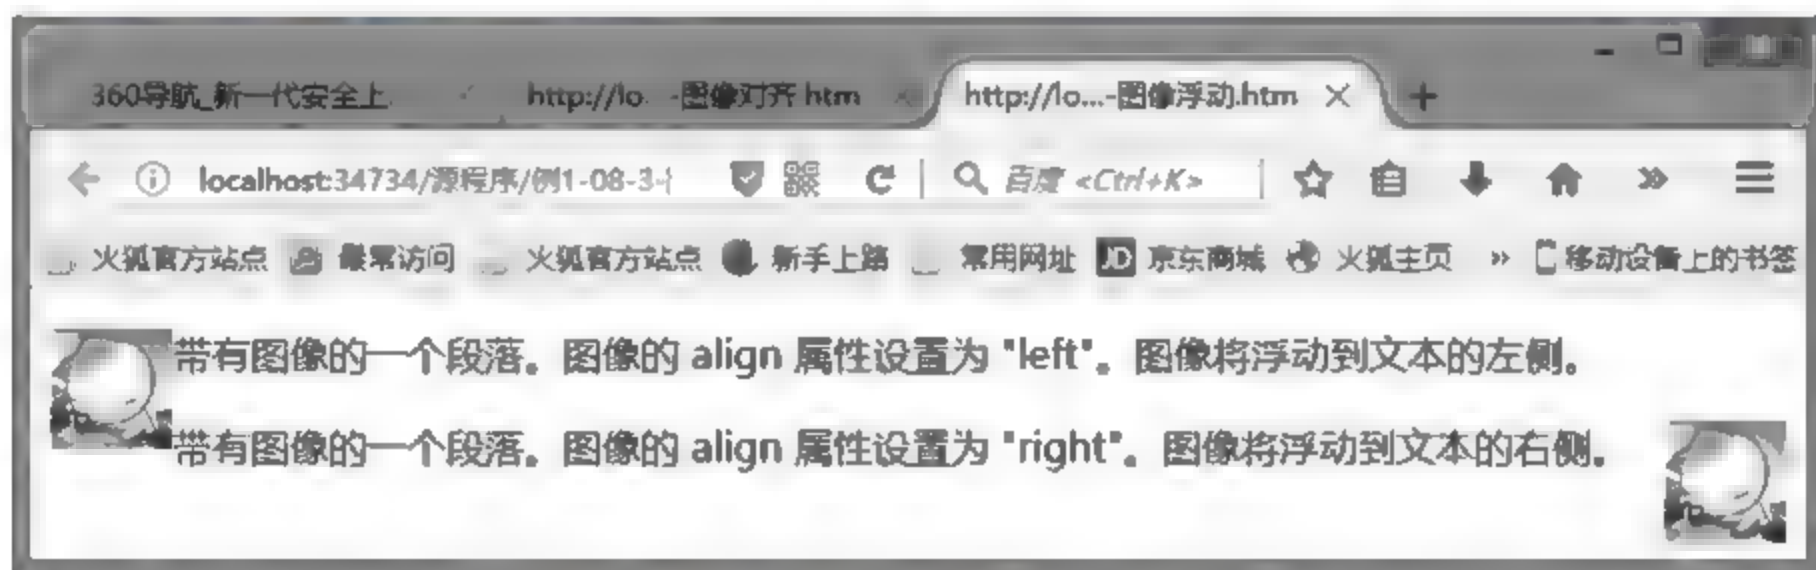 360导航_新一代安全上 http://lo. -图像对齐 htm http://lo...-图像浮动.htm
localhost:34734/源程序/例1-08-3- 百度 <Ctrl+K>
火狐官方站点 最常访问 火狐官方站点 新手上路 常用网址 JD 京东商城 火狐主页 移动设备上的书签
带有图像的一个段落。图像的 align 属性设置为 "left"。图像将浮动到文本的左侧。
带有图像的一个段落。图像的 align 属性设置为 "right"。图像将浮动到文本的右侧。